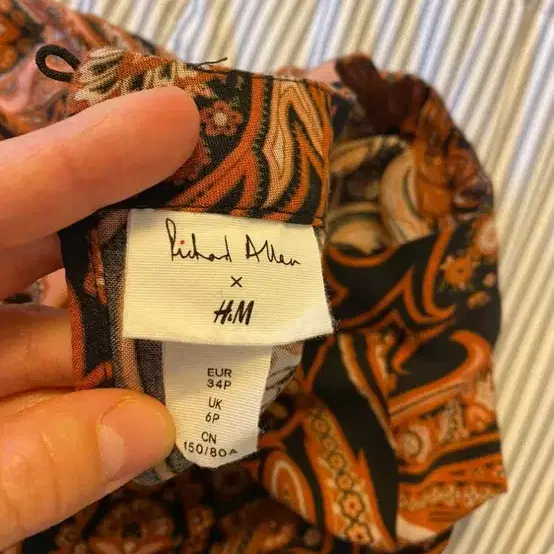 Richard Allan
×
H&M
EUR
34P
UK
6P
CN
150/80A